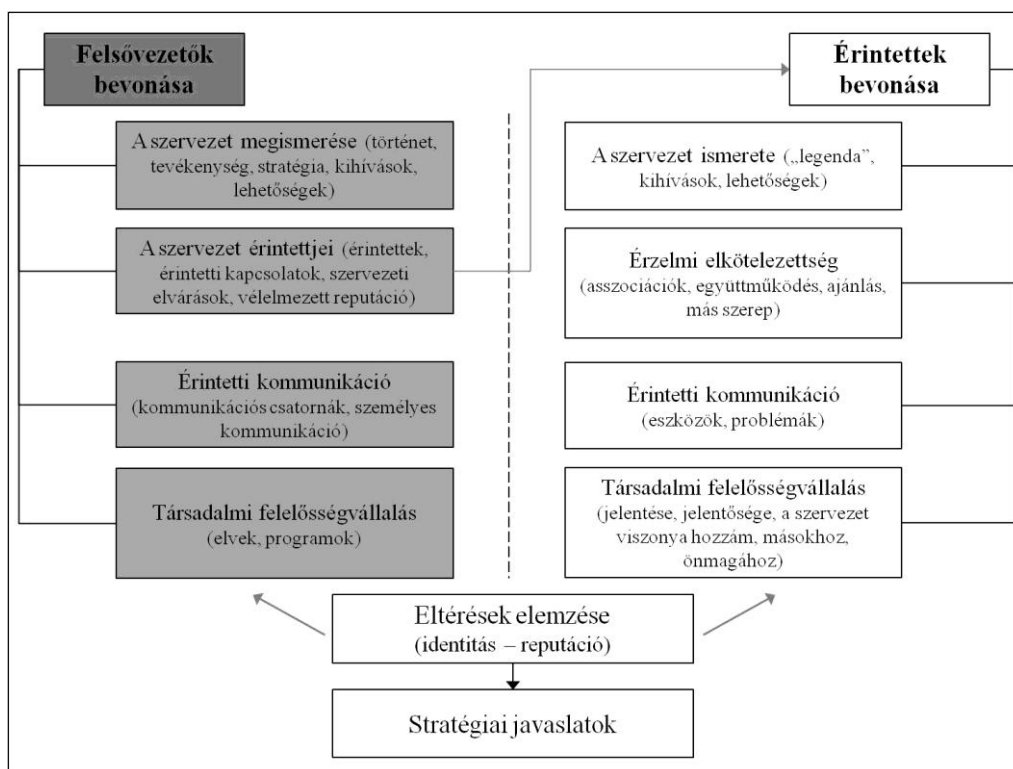 Felsővezetők
bevonása
A szervezet megismerése (történet,
tevékenység, stratégia, kihívások,
lehetőségek)
A szervezet érintettjei (érintettek,
érintetti kapcsolatok, szervezeti
elvárások, vélelmezett reputáció)
Érintetti kommunikáció
(kommunikációs csatornák, személyes
kommunikáció)
Társadalmi felelősségvállalás
(elvek, programok)
Érintettek
bevonása
A szervezet ismerete („legenda”,
kihívások, lehetőségek)
Érzelmi elkötelezettség
(asszociációk, együttműködés, ajánlás,
más szerep)
Érintetti kommunikáció
(eszközök, problémák)
Társadalmi felelősségvállalás
(jelentése, jelentősége, a szervezet
viszonya hozzám, másokhoz,
önmagához)
Eltérések elemzése
(identitás – reputáció)
Stratégiai javaslatok